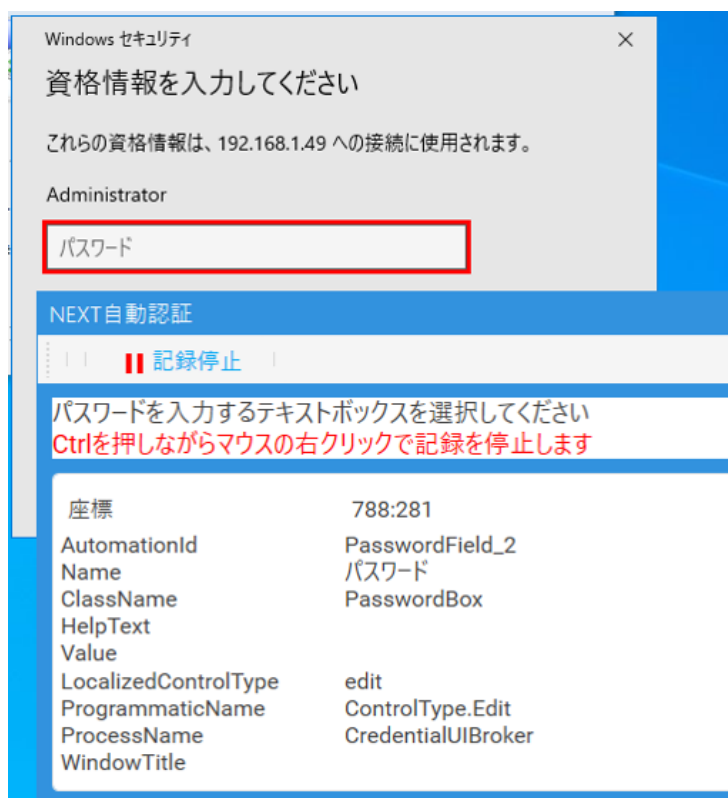 Windows セキュリティ
資格情報を入力してください
これらの資格情報は、192.168.1.49 への接続に使用されます。
Administrator
パスワード
NEXT自動認証
記録停止
パスワードを入力するテキストボックスを選択してください
Ctrlを押しながらマウスの右クリックで記録を停止します
座標 788:281
AutomationId PasswordField_2
Name パスワード
ClassName PasswordBox
HelpText
Value
LocalizedControlType edit
ProgrammaticName ControlType.Edit
ProcessName CredentialUIBroker
WindowTitle